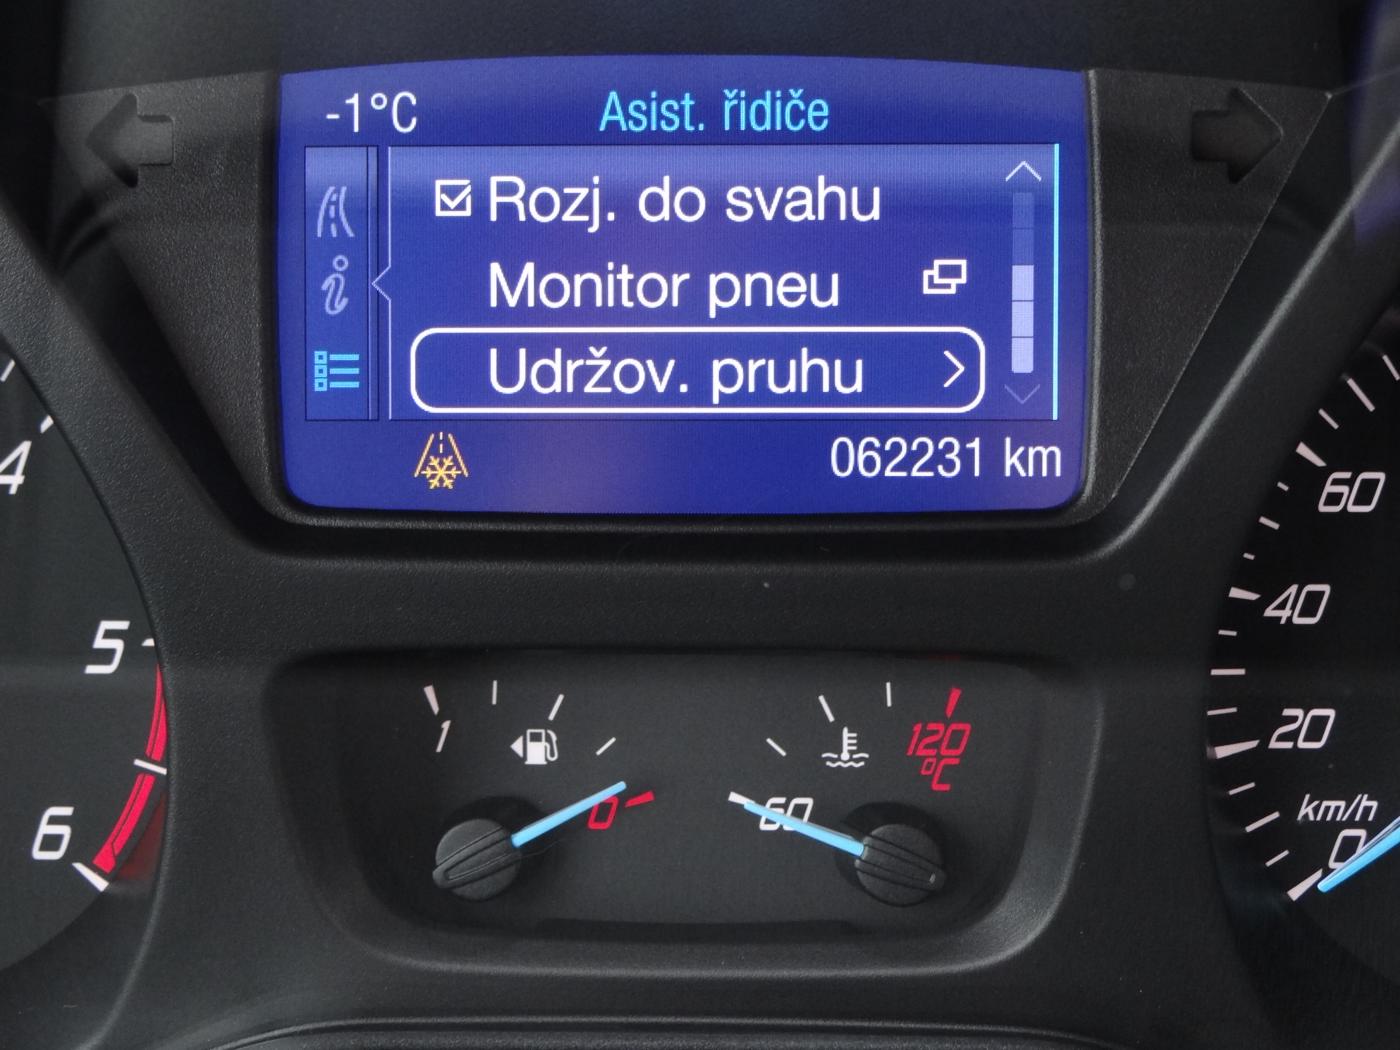 -1°C Asist. řidiče
Rozj. do svahu
Monitor pneu
Udržov. pruhu
062231 km
4
5
6
1
0
60
120
°C
60
40
20
km/h
0